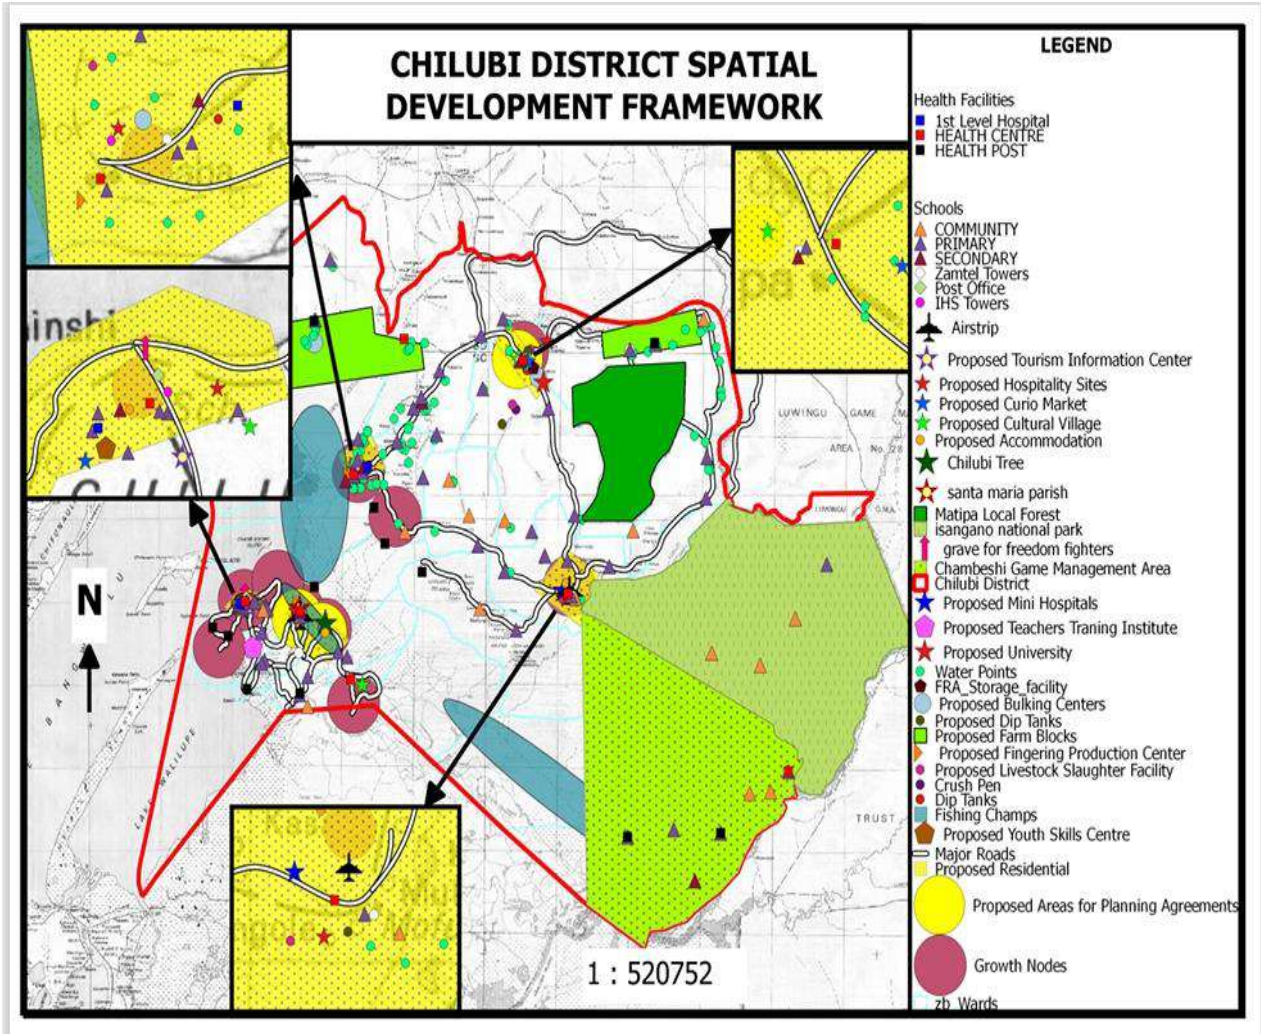 CHILUBI DISTRICT SPATIAL
DEVELOPMENT FRAMEWORK
LEGEND
Health Facilities
1st Level Hospital
HEALTH CENTRE
HEALTH POST
Schools
COMMUNITY
PRIMARY
SECONDARY
Zamtel Towers
Post Office
IHS Towers
Airstrip
Proposed Tourism Information Center
Proposed Hospitality Sites
Proposed Curio Market
Proposed Cultural Village
Proposed Accommodation
Chilubi Tree
santa maria parish
Matipa Local Forest
isangano national park
grave for freedom fighters
Chambeshi Game Management Area
Chilubi District
Proposed Mini Hospitals
Proposed Teachers Traning Institute
Proposed University
Water Points
FRA_Storage_facility
Proposed Bulking Centers
Proposed Dip Tanks
Proposed Farm Blocks
Proposed Fingering Production Center
Proposed Livestock Slaughter Facility
Crush Pen
Dip Tanks
Fishing Champs
Proposed Youth Skills Centre
Major Roads
Proposed Residential
Proposed Areas for Planning Agreements
Growth Nodes
zb_Wards
inshi
pa
LUWINGU GAME
AREA No. 28
N
LAKE WALILUPE
TRUST
1 : 520752